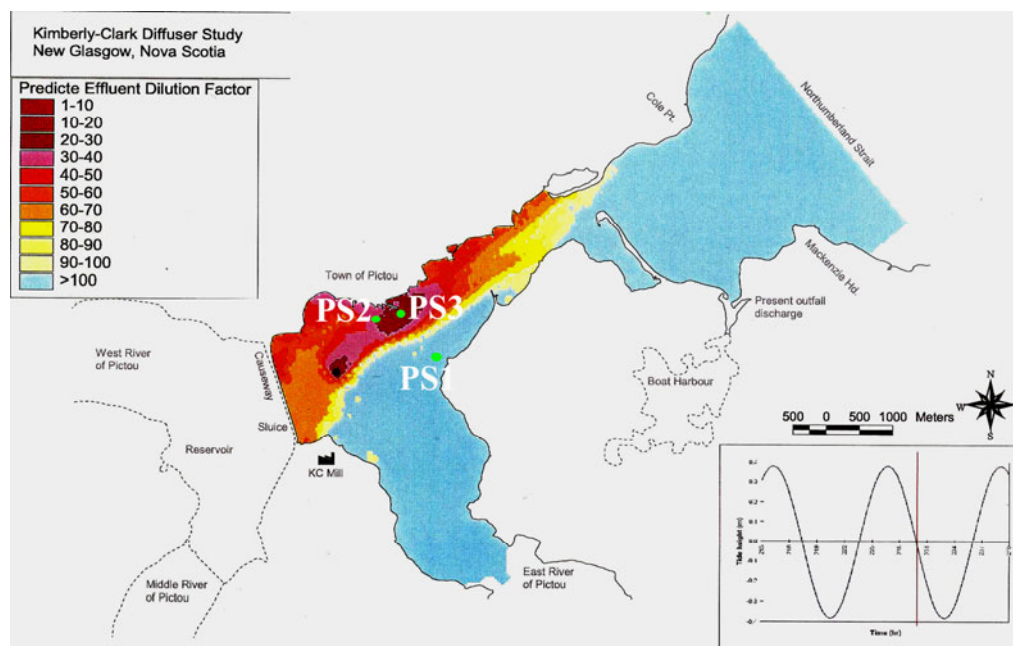 Kimberly-Clark Diffuser Study
New Glasgow, Nova Scotia
Predicte Effluent Dilution Factor
1-10
10-20
20-30
30-40
40-50
50-60
60-70
70-80
80-90
90-100
>100
Cole Pt.
Northumberland Strait
Mackenzie Hd.
Town of Pictou
PS2
PS3
PS1
Present outfall
discharge
West River
of Pictou
Causeway
Boat Harbour
Sluice
Reservoir
KC Mill
Middle River
of Pictou
East River
of Pictou
N
W
S
500 0 500 1000 Meters
Tide height (m)
Time (hr)